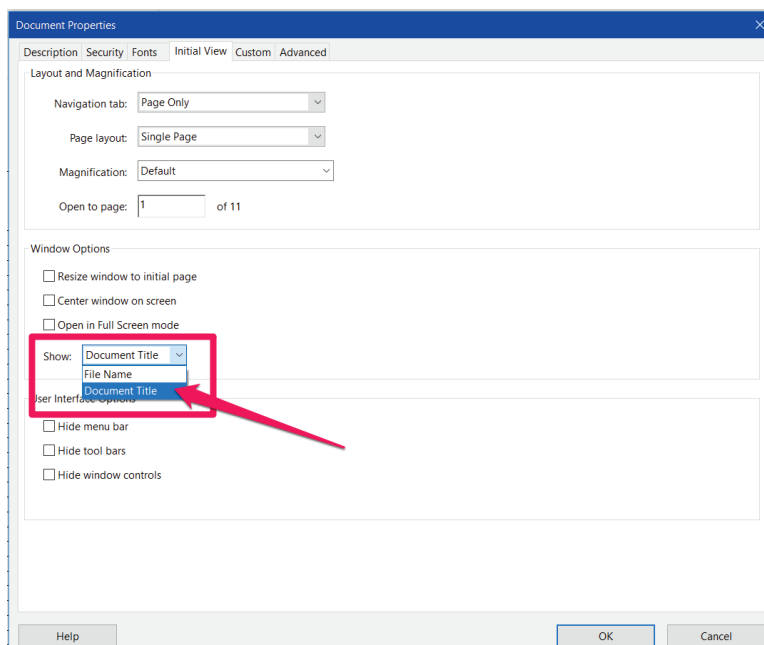 Document Properties
Description Security Fonts Initial View Custom Advanced
Layout and Magnification
Navigation tab: Page Only
Page layout: Single Page
Magnification: Default
Open to page: 1 of 11
Window Options
Resize window to initial page
Center window on screen
Open in Full Screen mode
Show: Document Title
File Name
Document Title
User Interface Options
Hide menu bar
Hide tool bars
Hide window controls
Help OK Cancel